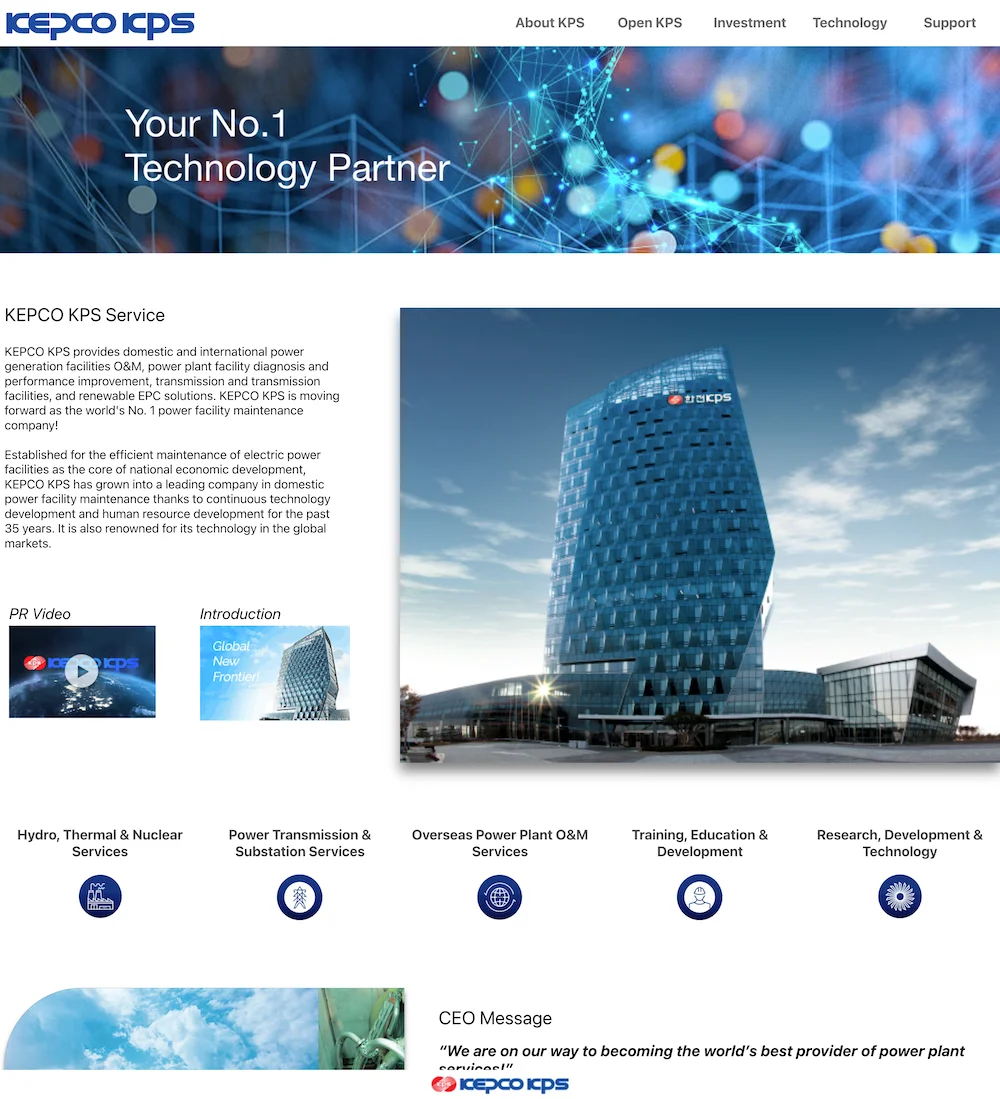 KEPCO KPS
About KPS Open KPS Investment Technology Support
Your No.1
Technology Partner
KEPCO KPS Service
KEPCO KPS provides domestic and international power
generation facilities O&M, power plant facility diagnosis and
performance improvement, transmission and transmission
facilities, and renewable EPC solutions. KEPCO KPS is moving
forward as the world's No. 1 power facility maintenance
company!
Established for the efficient maintenance of electric power
facilities as the core of national economic development,
KEPCO KPS has grown into a leading company in domestic
power facility maintenance thanks to continuous technology
development and human resource development for the past
35 years. It is also renowned for its technology in the global
markets.
한전KPS
PR Video
KPS KEPCO KPS
Introduction
Global
New
Frontier!
Hydro, Thermal & Nuclear
Services
Power Transmission &
Substation Services
Overseas Power Plant O&M
Services
Training, Education &
Development
Research, Development &
Technology
CEO Message
“We are on our way to becoming the world’s best provider of power plant
services!”
KPS KEPCO KPS